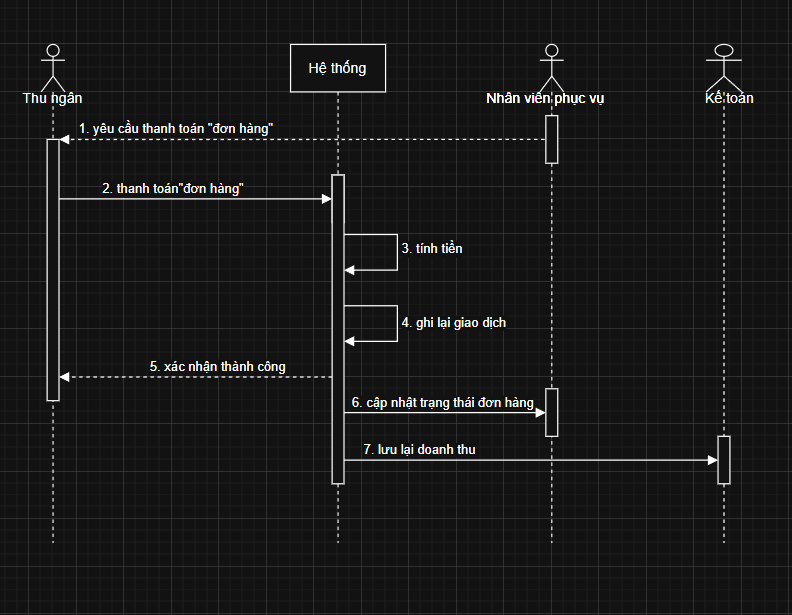 Thu ngân
Hệ thống
Nhân viên phục vụ
Kế toán
1. yêu cầu thanh toán "đơn hàng"
2. thanh toán"đơn hàng"
3. tính tiền
4. ghi lại giao dịch
5. xác nhận thành công
6. cập nhật trạng thái đơn hàng
7. lưu lại doanh thu